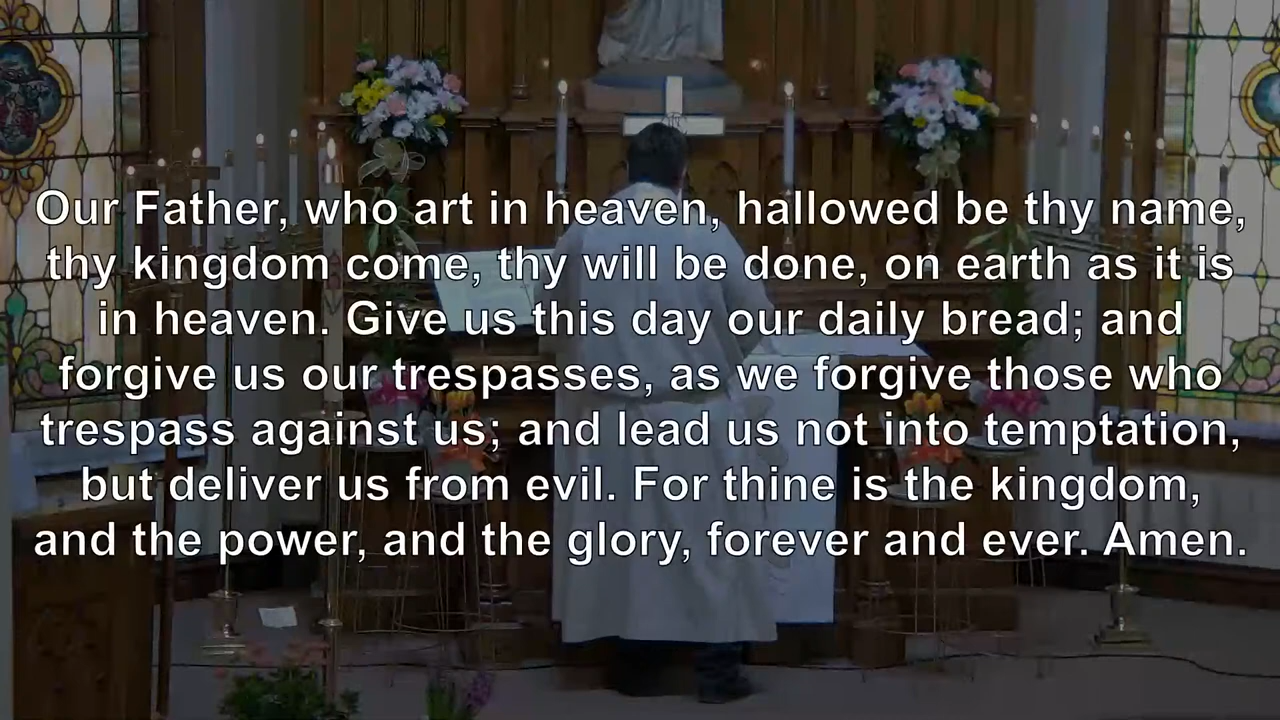 Our Father, who art in heaven, hallowed be thy name,
thy kingdom come, thy will be done, on earth as it is
in heaven. Give us this day our daily bread; and
forgive us our trespasses, as we forgive those who
trespass against us; and lead us not into temptation,
but deliver us from evil. For thine is the kingdom,
and the power, and the glory, forever and ever. Amen.